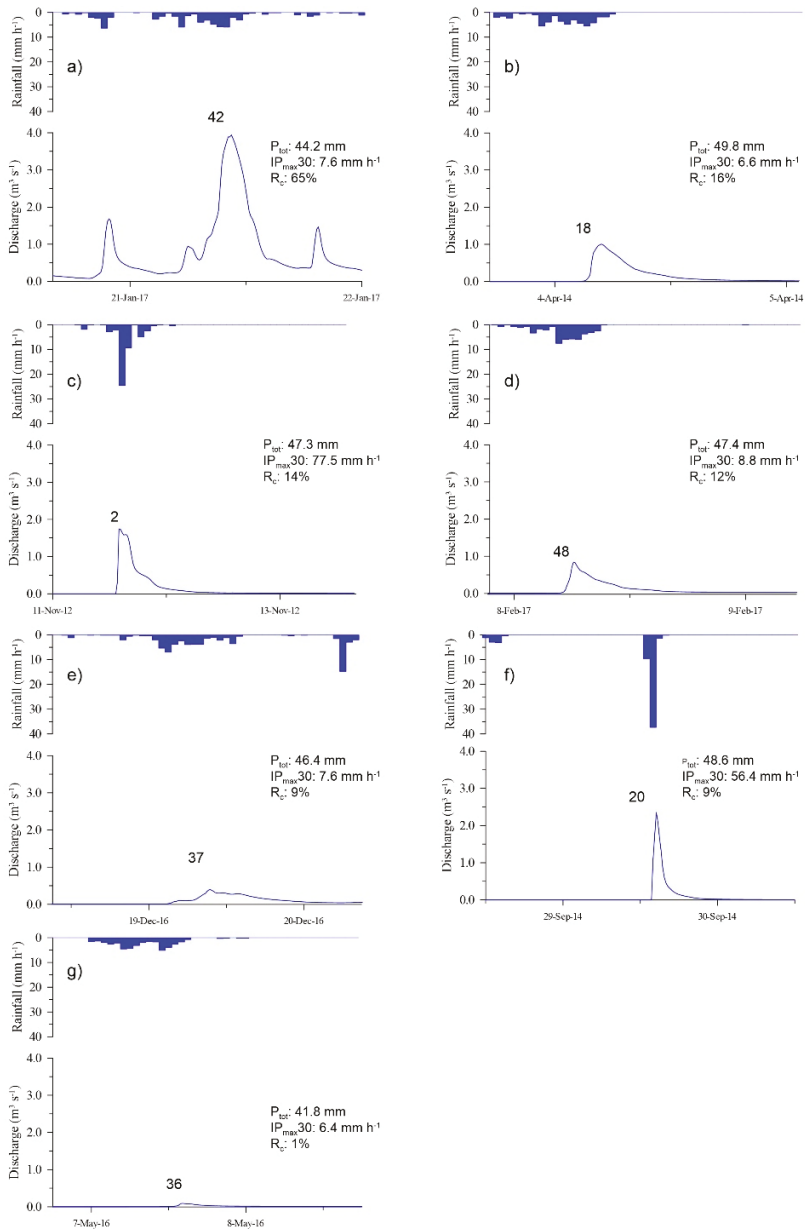 0
10
20
30
40
Rainfall (mm h⁻¹)
a)
42
4.0
3.0
2.0
1.0
0.0
Discharge (m³ s⁻¹)
Ptot: 44.2 mm
IPmax30: 7.6 mm h⁻¹
Rc: 65%
21-Jan-17
22-Jan-17
0
10
20
30
40
Rainfall (mm h⁻¹)
b)
4.0
3.0
2.0
1.0
0.0
Discharge (m³ s⁻¹)
Ptot: 49.8 mm
IPmax30: 6.6 mm h⁻¹
Rc: 16%
18
4-Apr-14
5-Apr-14
0
10
20
30
40
Rainfall (mm h⁻¹)
c)
4.0
3.0
2.0
1.0
0.0
Discharge (m³ s⁻¹)
Ptot: 47.3 mm
IPmax30: 77.5 mm h⁻¹
Rc: 14%
2
11-Nov-12
13-Nov-12
0
10
20
30
40
Rainfall (mm h⁻¹)
d)
4.0
3.0
2.0
1.0
0.0
Discharge (m³ s⁻¹)
Ptot: 47.4 mm
IPmax30: 8.8 mm h⁻¹
Rc: 12%
48
8-Feb-17
9-Feb-17
0
10
20
30
40
Rainfall (mm h⁻¹)
e)
4.0
3.0
2.0
1.0
0.0
Discharge (m³ s⁻¹)
Ptot: 46.4 mm
IPmax30: 7.6 mm h⁻¹
Rc: 9%
37
19-Dec-16
20-Dec-16
0
10
20
30
40
Rainfall (mm h⁻¹)
f)
4.0
3.0
2.0
1.0
0.0
Discharge (m³ s⁻¹)
Ptot: 48.6 mm
IPmax30: 56.4 mm h⁻¹
Rc: 9%
20
29-Sep-14
30-Sep-14
0
10
20
30
40
Rainfall (mm h⁻¹)
g)
4.0
3.0
2.0
1.0
0.0
Discharge (m³ s⁻¹)
Ptot: 41.8 mm
IPmax30: 6.4 mm h⁻¹
Rc: 1%
36
7-May-16
8-May-16